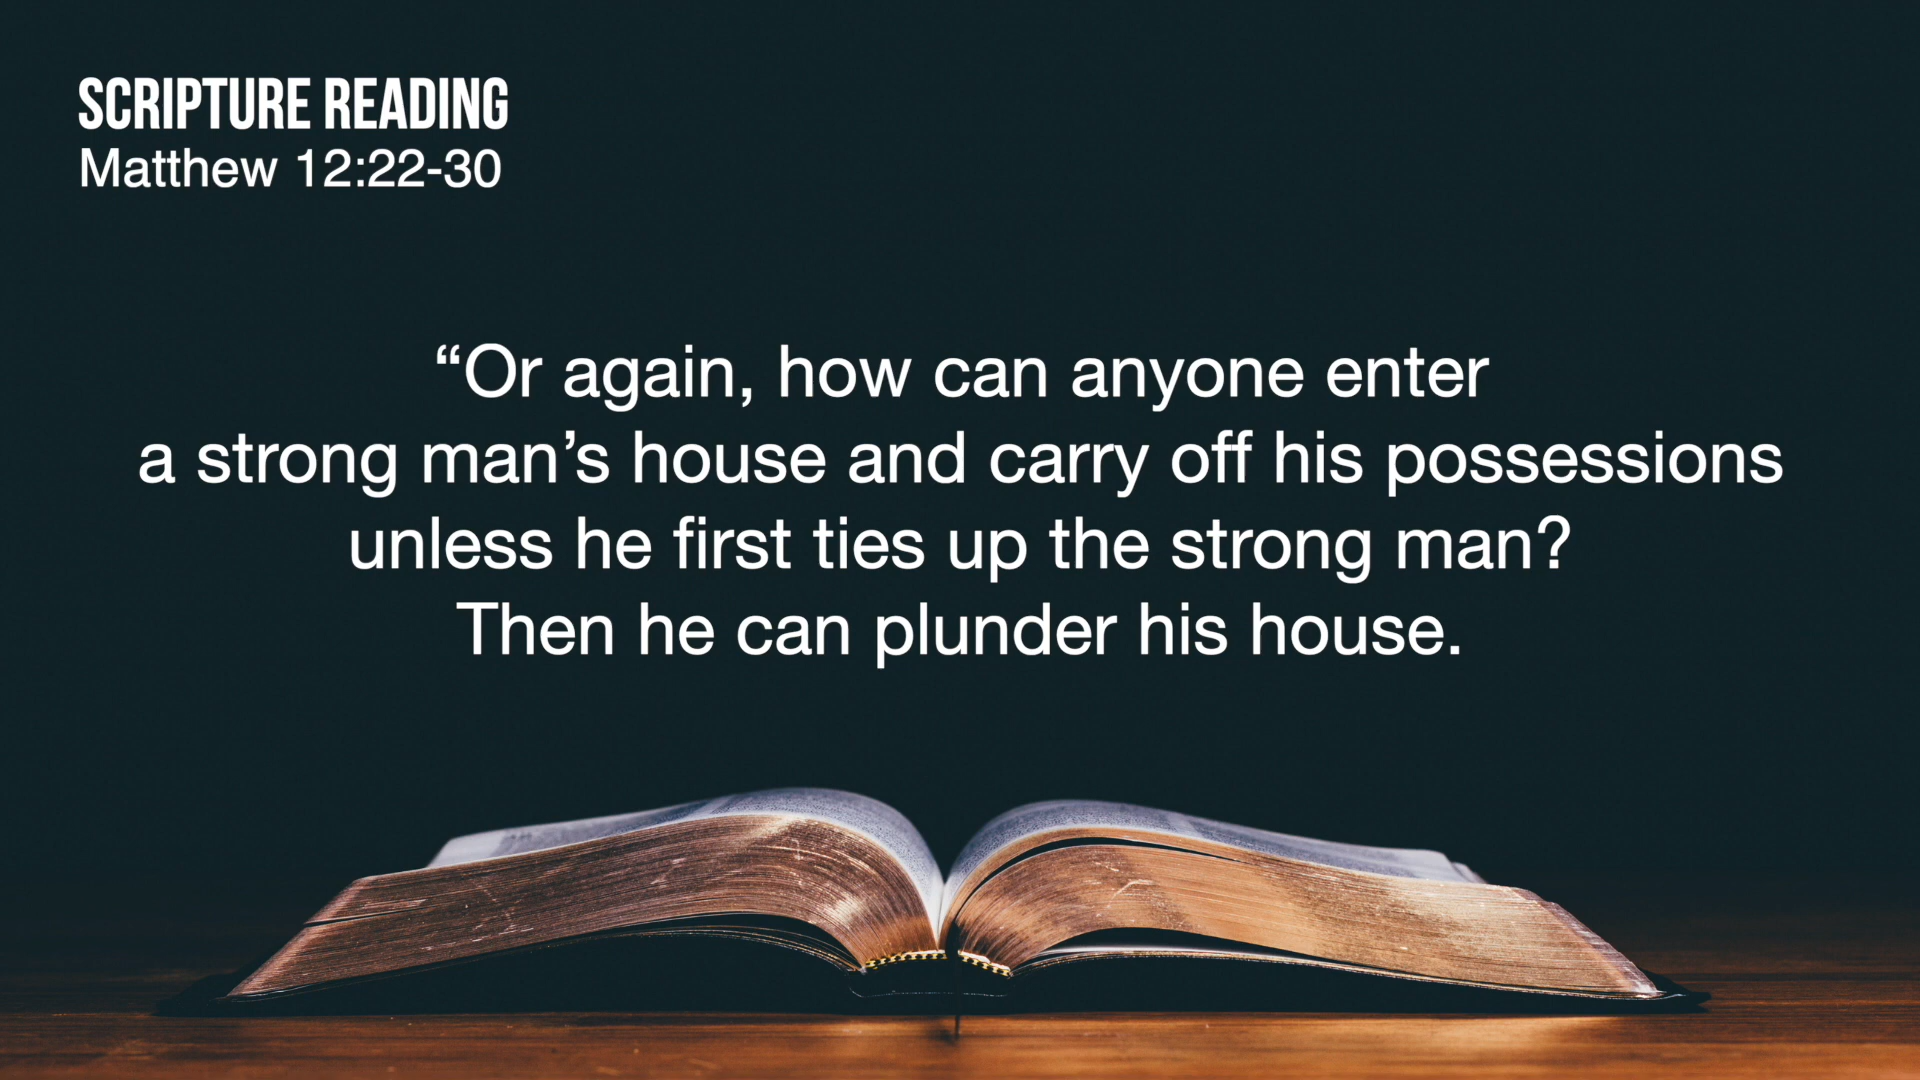 SCRIPTURE READING
Matthew 12:22-30
“Or again, how can anyone enter
a strong man’s house and carry off his possessions
unless he first ties up the strong man?
Then he can plunder his house.